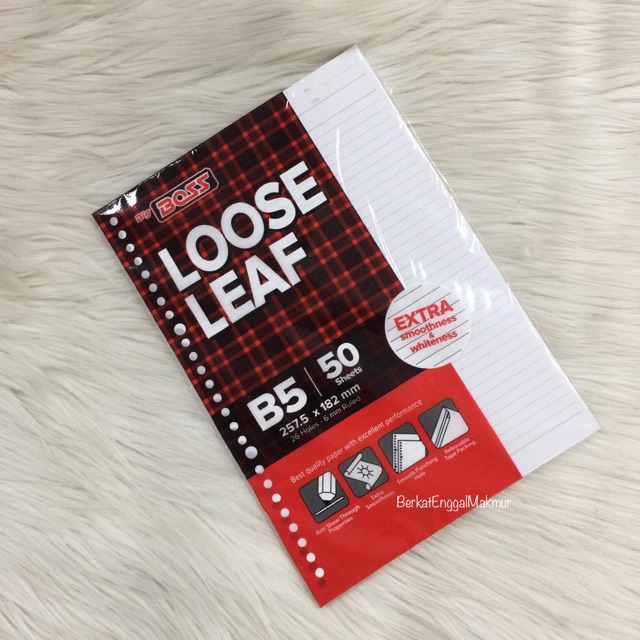 Big BOSS
LOOSE
LEAF
EXTRA
smoothness
&
whiteness
B5 | 50
Sheets
257.5 x 182 mm
26 Holes - 6 mm Ruled
Best quality paper with excellent performance
Anti Show-Through
Properties
Extra
Smoothness
Smooth Punching
Hole
Releasable
Tape Packing
BerkatEnggalMakmur